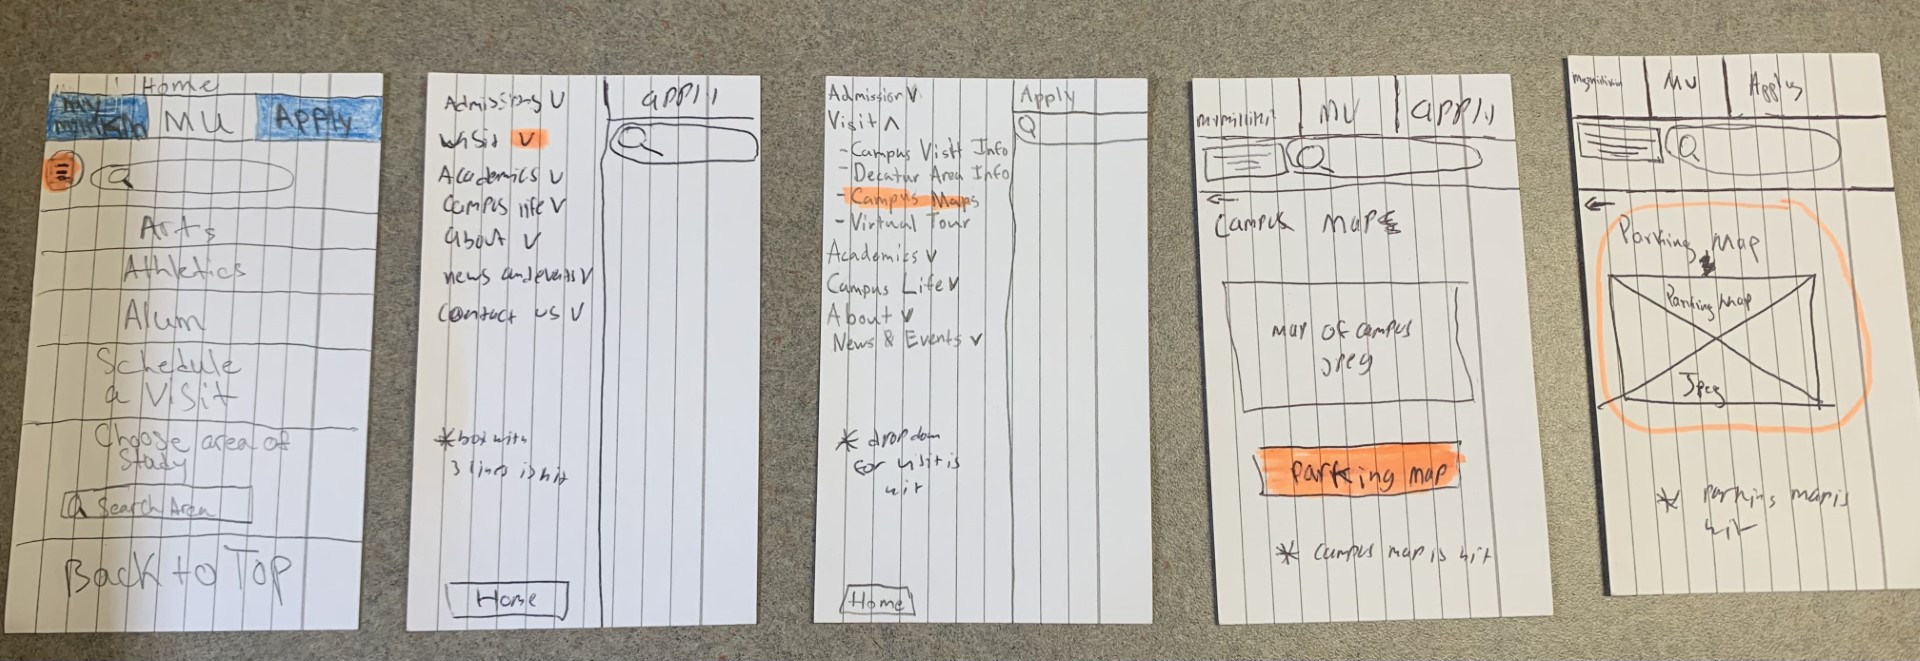 Home
My
millikin MU Apply
Arts
Athletics
Alum
Schedule
a Visit
Choose area of
Study
Search Area
Back to Top
Admissions V
Visit V
Academics V
Campus life V
about V
news and events V
Contact us V
apply
* box with
3 lines is hit
Home
Admission V
Visit Λ
- Campus Visit Info
- Decatur Area Info
- Campus Maps
- Virtual Tour
Academics V
Campus Life V
About V
News & Events V
Apply
* drop down
for visit is
hit
Home
MU apply
←
Campus Maps
Map of campus
Jpeg
Parking Map
* Campus map is hit
MU Apply
←
Parking Map
Parking Map
Jpeg
* Parking map is
hit